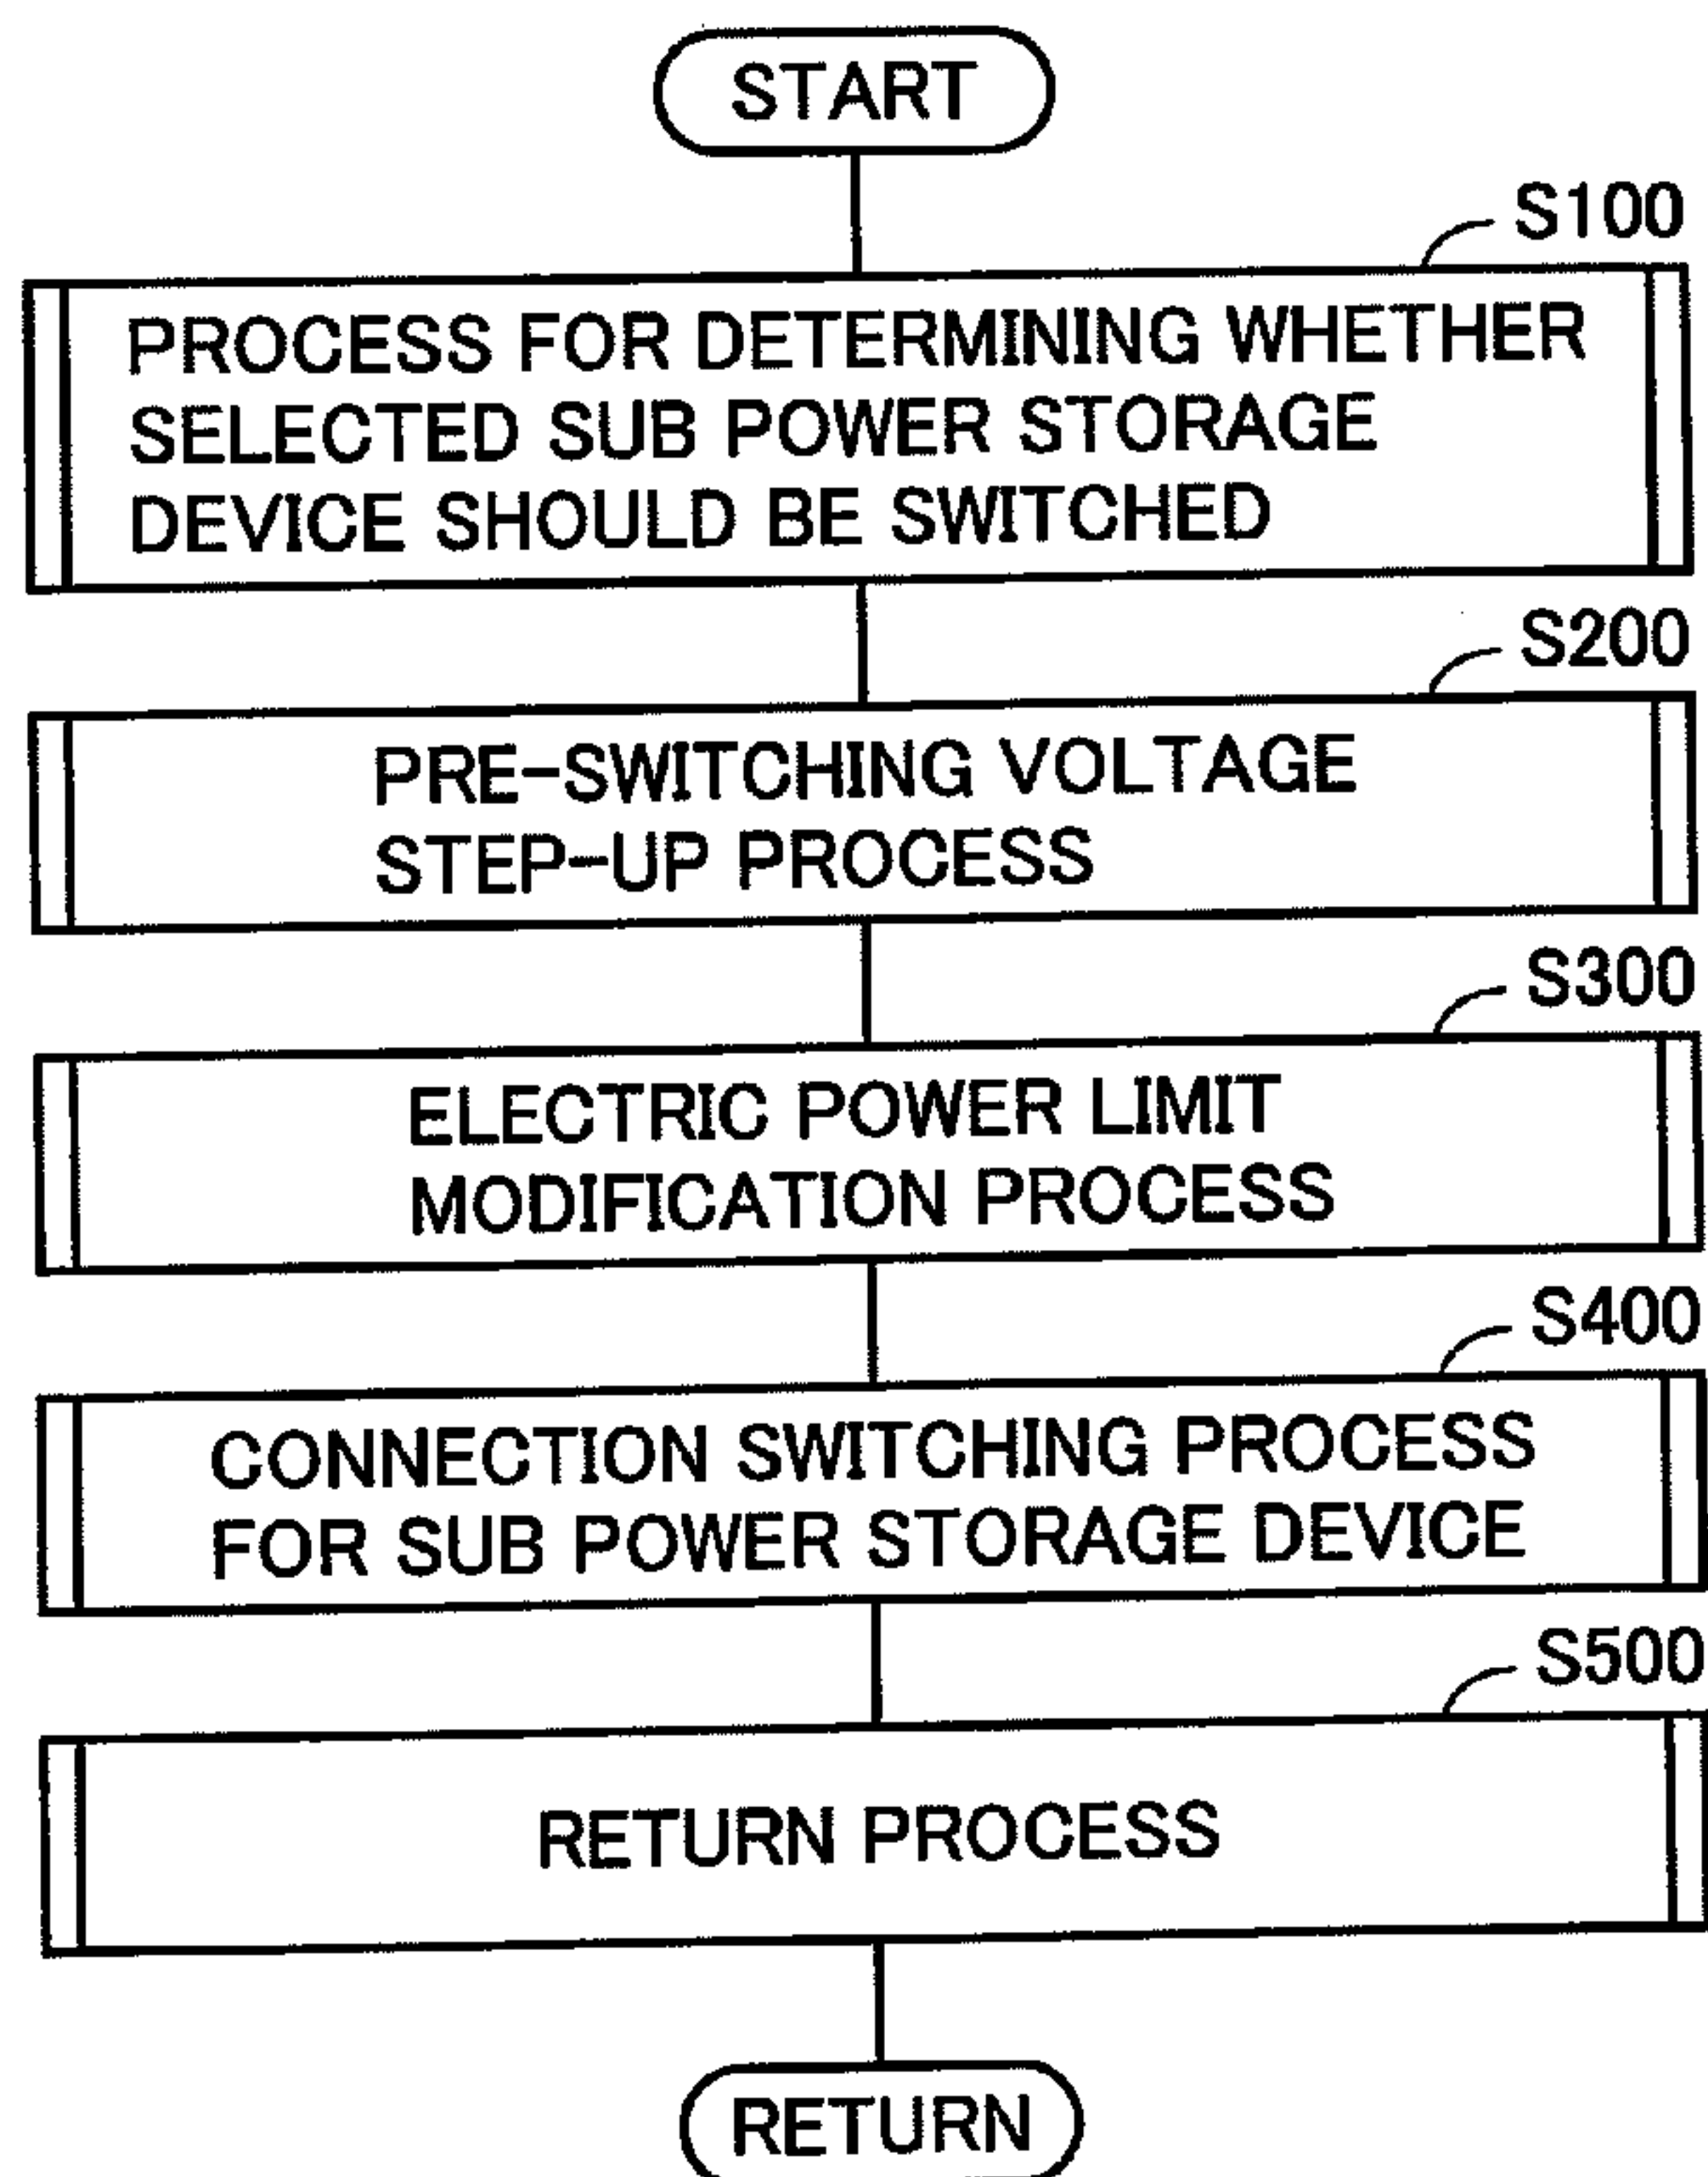 START
S100
PROCESS FOR DETERMINING WHETHER
SELECTED SUB POWER STORAGE
DEVICE SHOULD BE SWITCHED
S200
PRE-SWITCHING VOLTAGE
STEP-UP PROCESS
S300
ELECTRIC POWER LIMIT
MODIFICATION PROCESS
S400
CONNECTION SWITCHING PROCESS
FOR SUB POWER STORAGE DEVICE
S500
RETURN PROCESS
RETURN